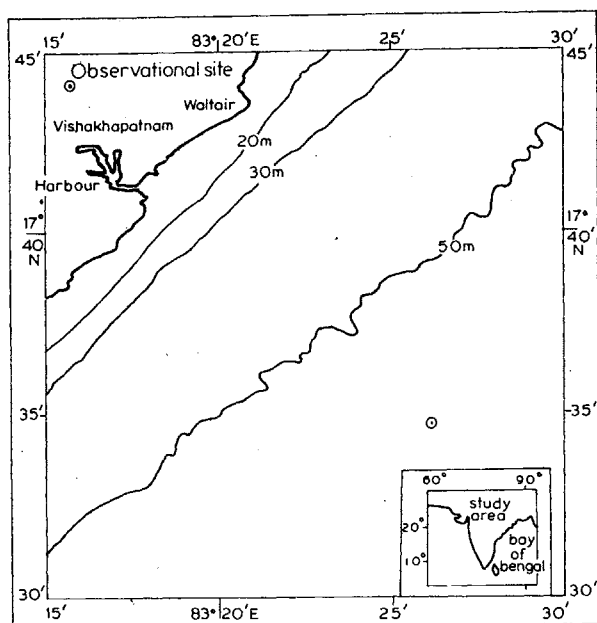 15' 83° 20' E 25' 30'
45' 45'
Observational site
Waltair
Vishakhapatnam
20m
Harbour
30m
17° 17°
40' 50m 40'
N N
35' 35'
60° 90°
study
area
20°
bay
of
10° bengal
30' 30'
15' 83° 20' E 25' 30'